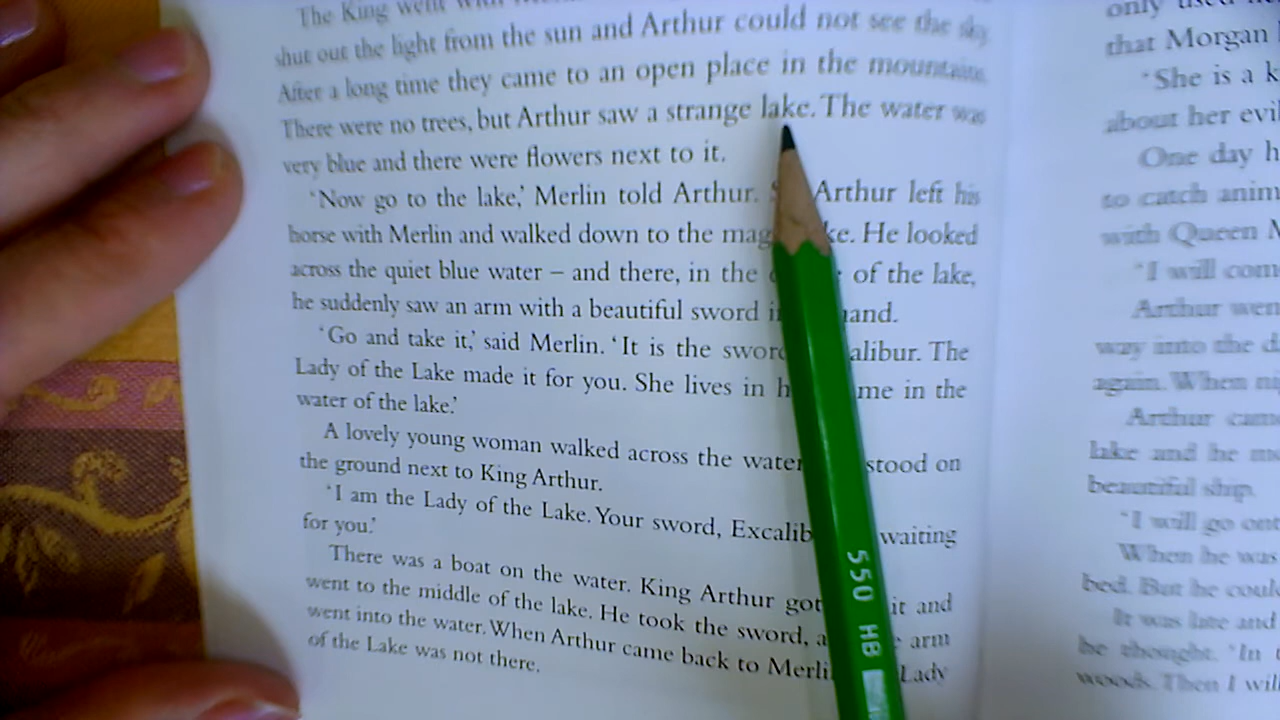 The King went with
shut out the light from the sun and Arthur could not see the sky.
After a long time they came to an open place in the mountains.
There were no trees, but Arthur saw a strange lake. The water was
very blue and there were flowers next to it.
'Now go to the lake,' Merlin told Arthur. Arthur left his
horse with Merlin and walked down to the mag ke. He looked
across the quiet blue water – and there, in the of the lake,
he suddenly saw an arm with a beautiful sword i hand.
'Go and take it,' said Merlin. 'It is the sword alibur. The
Lady of the Lake made it for you. She lives in h me in the
water of the lake.'
A lovely young woman walked across the water stood on
the ground next to King Arthur.
'I am the Lady of the Lake. Your sword, Excalib waiting
for you.'
There was a boat on the water. King Arthur got it and
went to the middle of the lake. He took the sword, a arm
went into the water. When Arthur came back to Merli Lady
of the Lake was not there.
550 HB
only used
that Morgan
'She is a k
about her evil
One day h
to catch anim
with Queen M
'I will com
Arthur wen
way into the d
again. When ni
Arthur came
lake and he
beautiful ship.
'I will go ont
When he was
bed. But he could
It was late and
he thought. 'In t
woods. Then I will